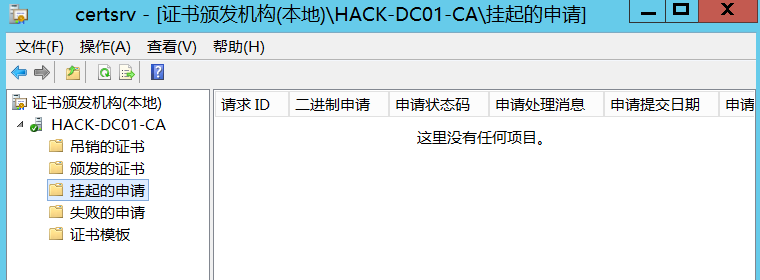 certsrv - [证书颁发机构(本地)\HACK-DC01-CA\挂起的申请]
文件(F) 操作(A) 查看(V) 帮助(H)
证书颁发机构(本地)
HACK-DC01-CA
吊销的证书
颁发的证书
挂起的申请
失败的申请
证书模板
请求 ID 二进制申请 申请状态码 申请处理消息 申请提交日期 申请
这里没有任何项目。